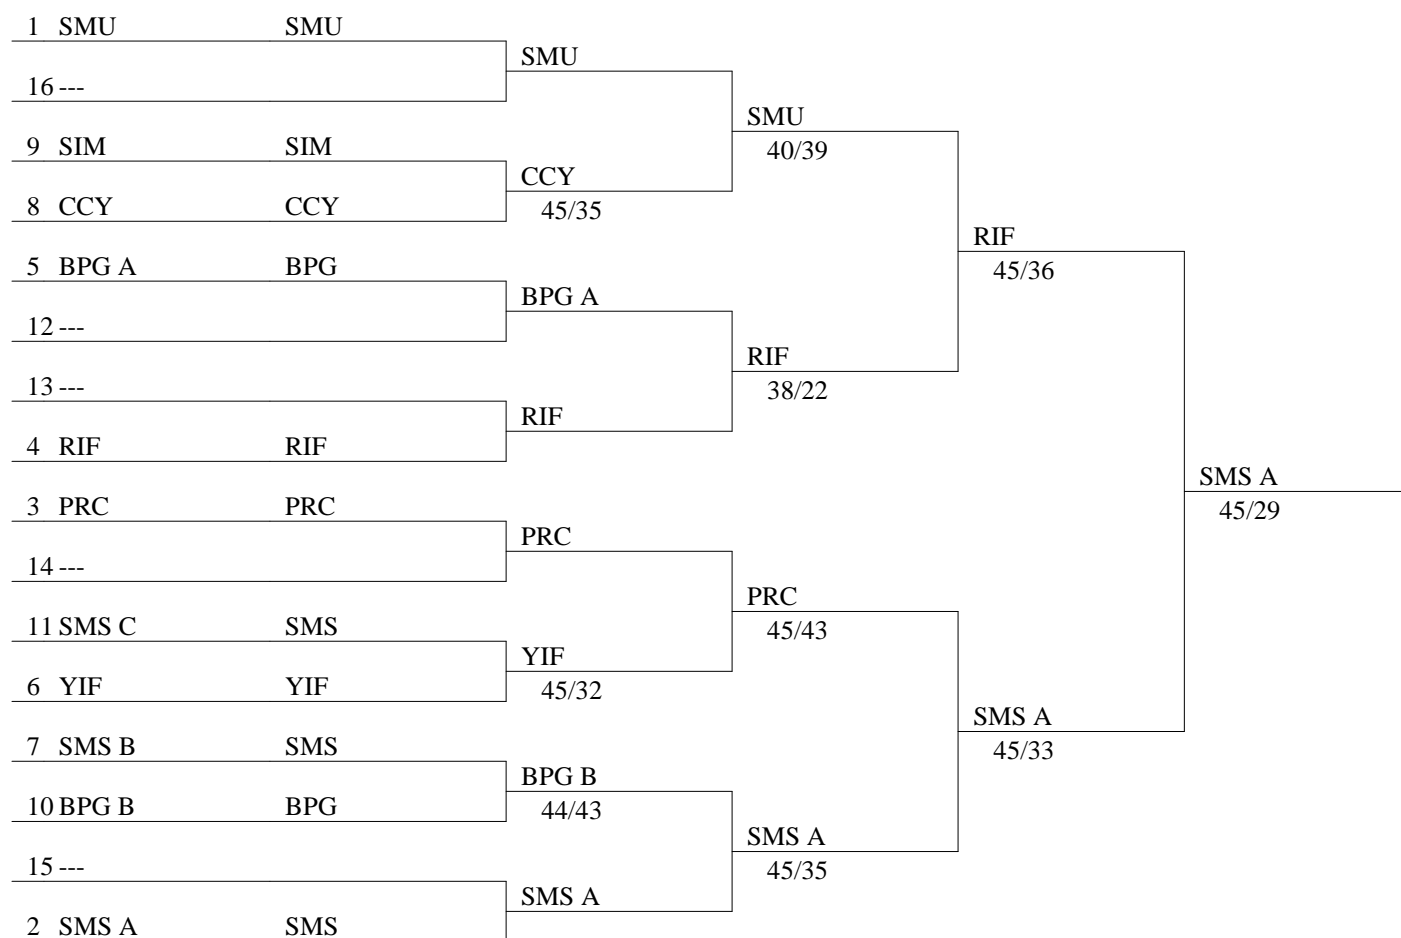 1 SMU SMU
SMU
16 ---
SMU
40/39
9 SIM SIM
CCY
45/35
8 CCY CCY
RIF
45/36
5 BPG A BPG
BPG A
12 ---
RIF
38/22
13 ---
RIF
4 RIF RIF
SMS A
45/29
3 PRC PRC
PRC
14 ---
PRC
45/43
11 SMS C SMS
YIF
45/32
6 YIF YIF
SMS A
45/33
7 SMS B SMS
BPG B
44/43
10 BPG B BPG
SMS A
45/35
15 ---
SMS A
2 SMS A SMS